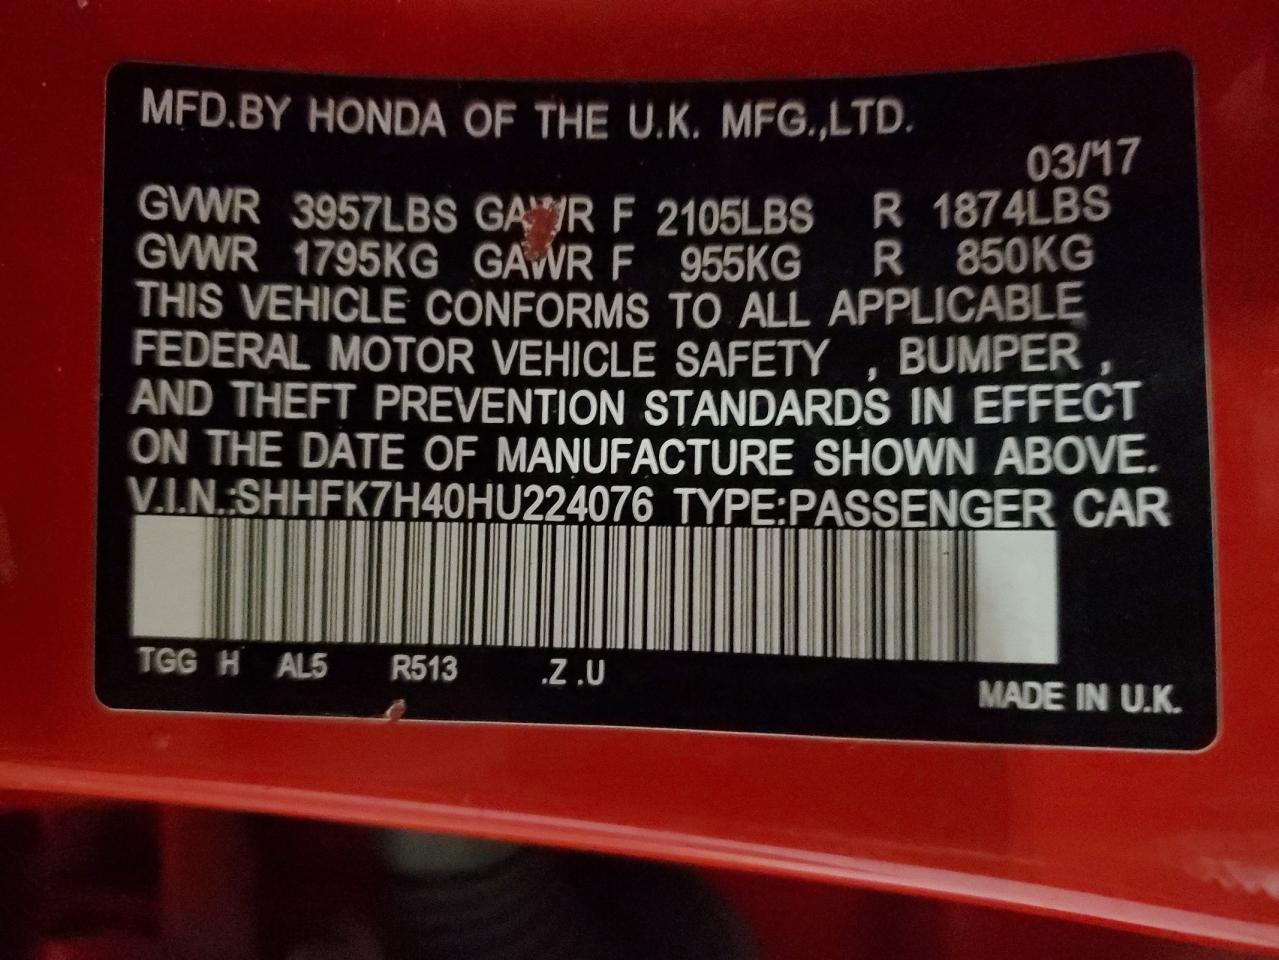 MFD.BY HONDA OF THE U.K. MFG.,LTD.
03/17
GVWR 3957LBS GAWR F 2105LBS R 1874LBS
GVWR 1795KG GAWR F 955KG R 850KG
THIS VEHICLE CONFORMS TO ALL APPLICABLE
FEDERAL MOTOR VEHICLE SAFETY , BUMPER ,
AND THEFT PREVENTION STANDARDS IN EFFECT
ON THE DATE OF MANUFACTURE SHOWN ABOVE.
V.I.N.:SHHFK7H40HU224076 TYPE:PASSENGER CAR
TGG H AL5 R513 .Z .U
MADE IN U.K.